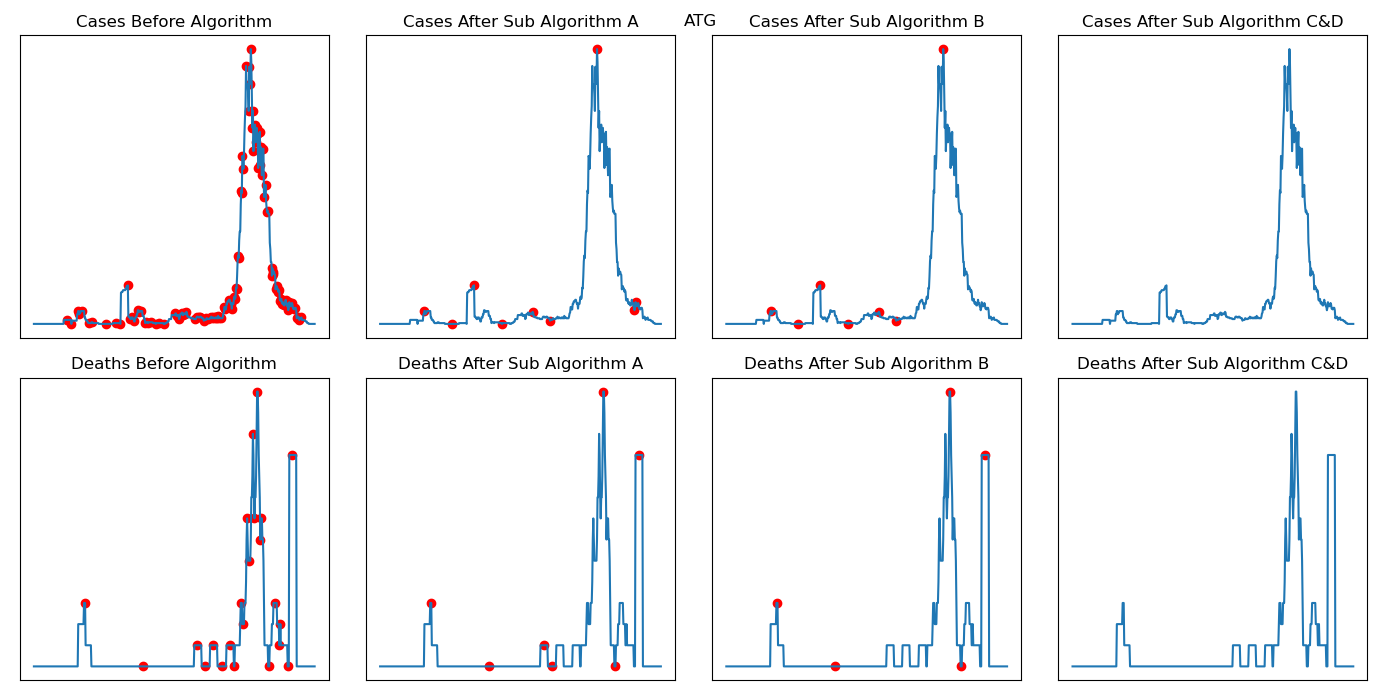 ATG
Cases Before Algorithm
Cases After Sub Algorithm A
Cases After Sub Algorithm B
Cases After Sub Algorithm C&D
Deaths Before Algorithm
Deaths After Sub Algorithm A
Deaths After Sub Algorithm B
Deaths After Sub Algorithm C&D